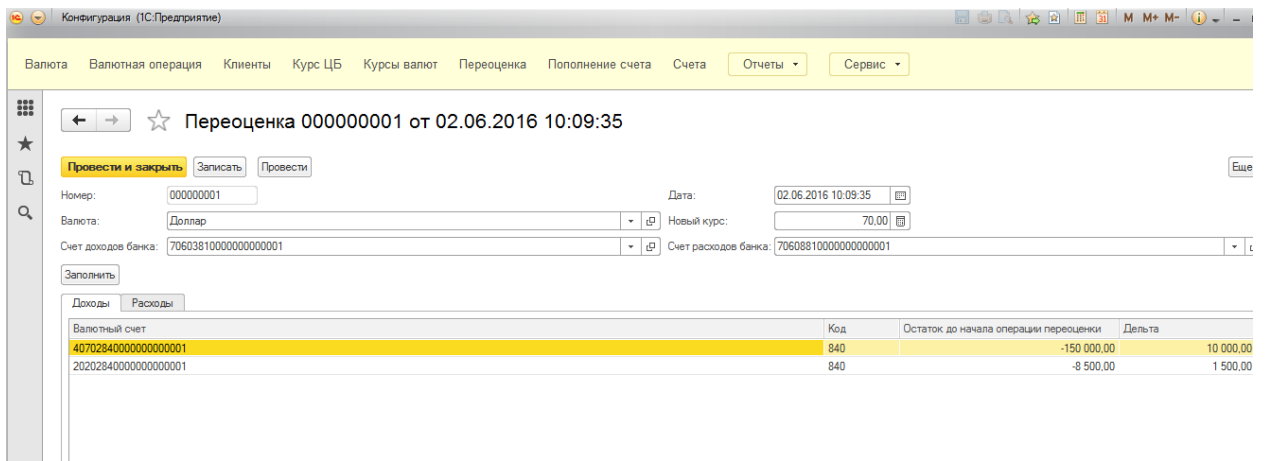 Конфигурация (1С:Предприятие)
M M+ M-
Валюта Валютная операция Клиенты Курс ЦБ Курсы валют Переоценка Пополнение счета Счета Отчеты Сервис
Переоценка 000000001 от 02.06.2016 10:09:35
Провести и закрыть Записать Провести Еще
Номер: 000000001 Дата: 02.06.2016 10:09:35
Валюта: Доллар Новый курс: 70,00
Счет доходов банка: 70603810000000000001 Счет расходов банка: 70608810000000000001
Заполнить
Доходы Расходы
Валютный счет Код Остаток до начала операции переоценки Дельта
40702840000000000001 840 -150 000,00 10 000,00
20202840000000000001 840 -8 500,00 1 500,00